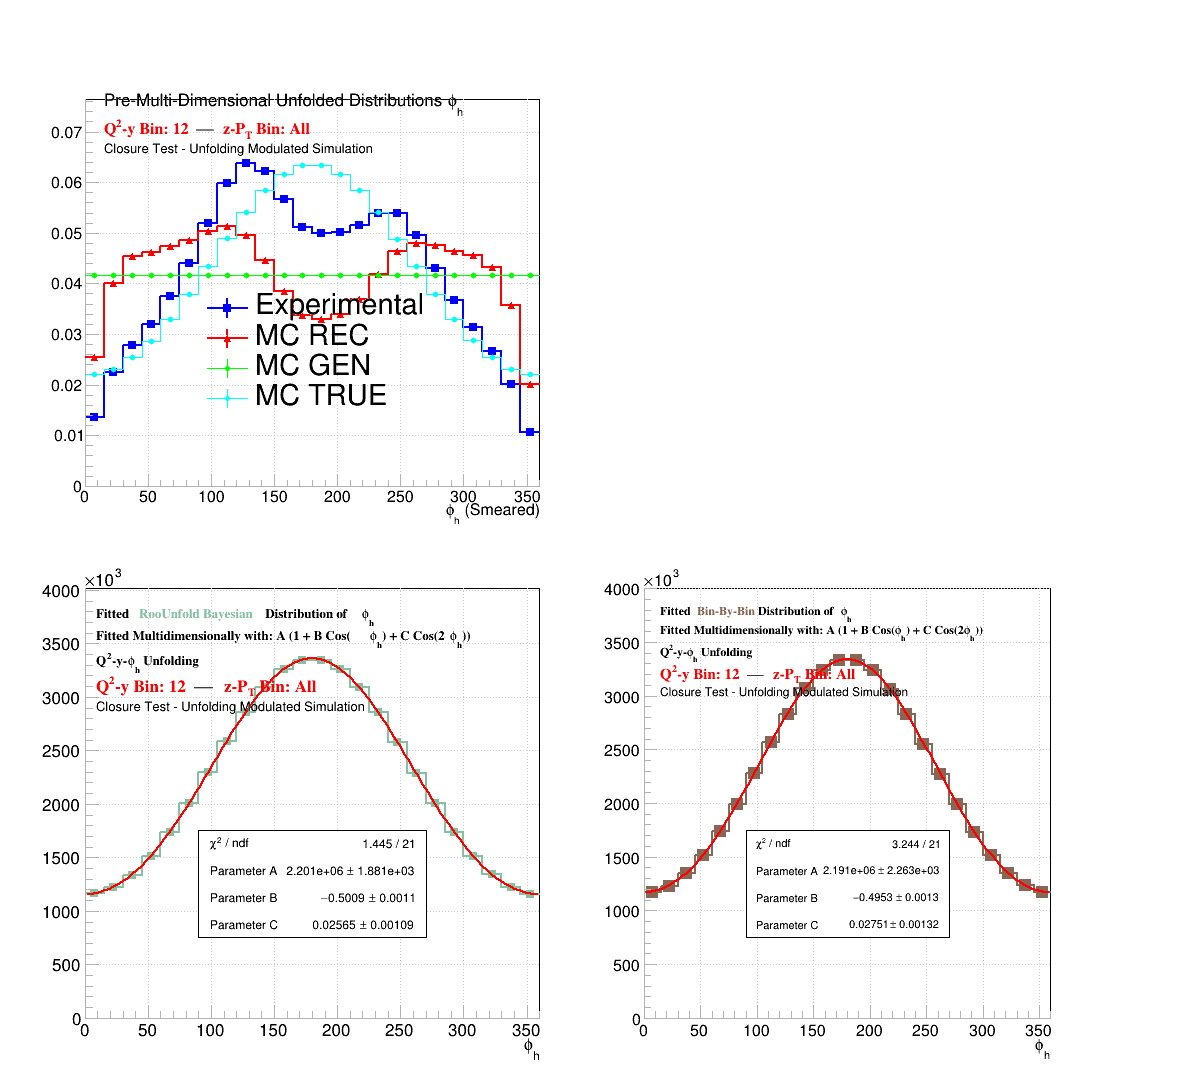 Pre-Multi-Dimensional Unfolded Distributions ϕh
Q²-y Bin: 12 — z-PT Bin: All
Closure Test - Unfolding Modulated Simulation
0.07
0.06
0.05
0.04
0.03
0.02
0.01
0
Experimental
MC REC
MC GEN
MC TRUE
0 50 100 150 200 250 300 350
ϕh (Smeared)
×10³
4000
3500
3000
2500
2000
1500
1000
500
0
Fitted RooUnfold Bayesian Distribution of ϕh
Fitted Multidimensionally with: A (1 + B Cos( ϕh) + C Cos(2 ϕh))
Q²-y-ϕh Unfolding
Q²-y Bin: 12 — z-PT Bin: All
Closure Test - Unfolding Modulated Simulation
χ² / ndf 1.445 / 21
Parameter A 2.201e+06 ± 1.881e+03
Parameter B −0.5009 ± 0.0011
Parameter C 0.02565 ± 0.00109
0 50 100 150 200 250 300 350
ϕh
×10³
4000
3500
3000
2500
2000
1500
1000
500
0
Fitted Bin-By-Bin Distribution of ϕh
Fitted Multidimensionally with: A (1 + B Cos(ϕh) + C Cos(2ϕh))
Q²-y-ϕh Unfolding
Q²-y Bin: 12 — z-PT Bin: All
Closure Test - Unfolding Modulated Simulation
χ² / ndf 3.244 / 21
Parameter A 2.191e+06 ± 2.263e+03
Parameter B −0.4953 ± 0.0013
Parameter C 0.02751 ± 0.00132
0 50 100 150 200 250 300 350
ϕh